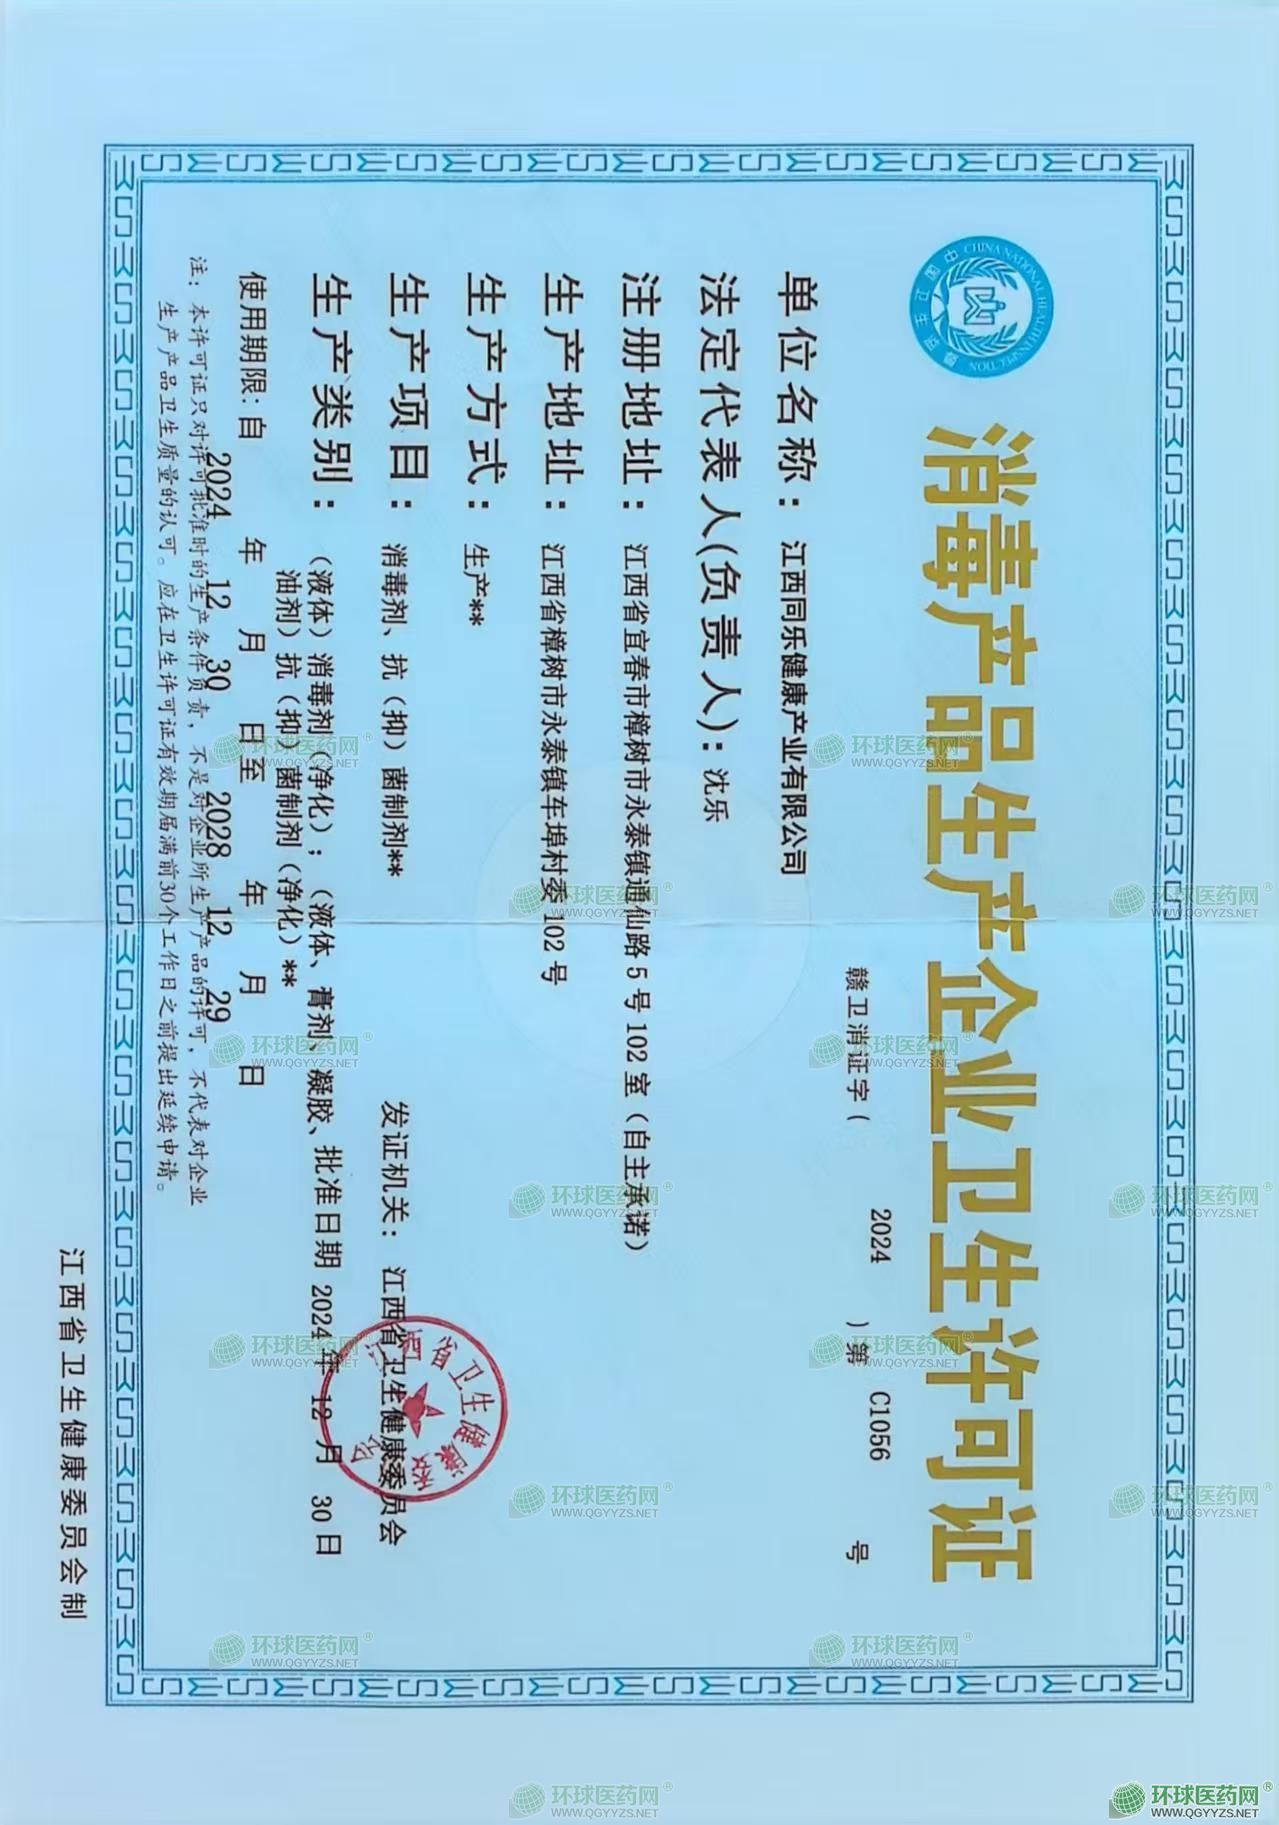 中国卫生监督
CHINA NATIONAL HEALTH INSPECTION
消毒产品生产企业卫生许可证
赣卫消证字( 2024 )第 C1056 号
单位名称：江西同乐健康产业有限公司
法定代表人(负责人)：沈乐
注册地址：江西省宜春市樟树市永泰镇通仙路5号102室（自主承诺）
生产地址：江西省樟树市永泰镇车埠村委102号
生产方式：生产**
生产项目：消毒剂、抗（抑）菌制剂**
生产类别：（液体）消毒剂（净化）；（液体、膏剂、凝胶、
油剂）抗（抑）菌制剂（净化）**
发证机关：江西省卫生健康委员会
批准日期 2024年 12月 30日
使用期限:自 2024 年 12 月 30 日至 2028 年 12 月 29 日
注：本许可证只对许可批准时的生产条件负责，不是对企业所生产产品的许可，不代表对企业
生产产品卫生质量的认可。应在卫生许可证有效期届满前30个工作日之前提出延续申请。
江西省卫生健康委员会制
环球医药网®
WWW.QGYYZS.NET